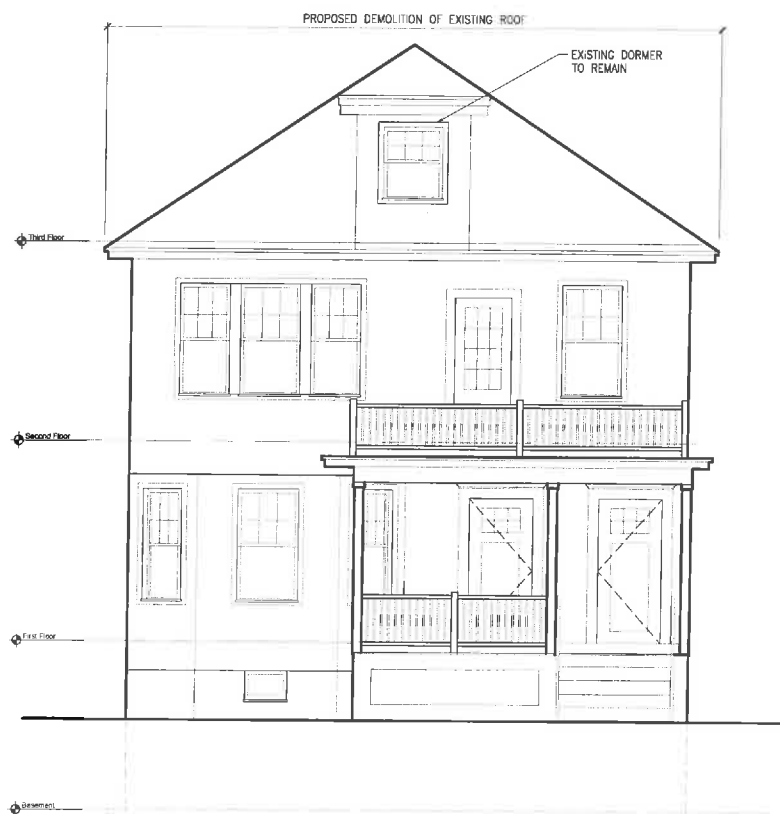 PROPOSED DEMOLITION OF EXISTING ROOF
EXISTING DORMER
TO REMAIN
Third Floor
Second Floor
First Floor
Basement